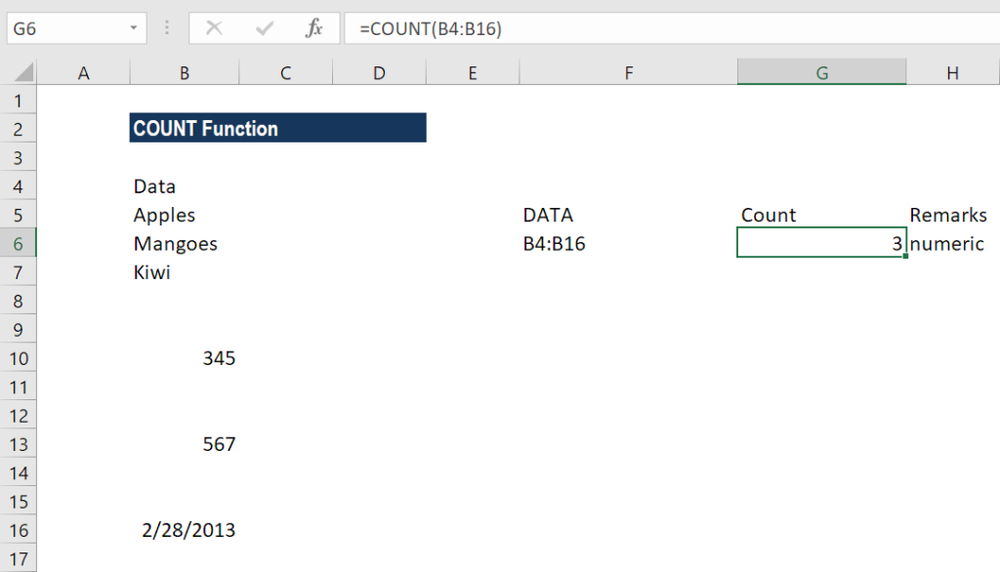 G6 fx =COUNT(B4:B16)
A B C D E F G H
1
2 COUNT Function
3
4 Data
5 Apples DATA Count Remarks
6 Mangoes B4:B16 3 numeric
7 Kiwi
8
9
10 345
11
12
13 567
14
15
16 2/28/2013
17